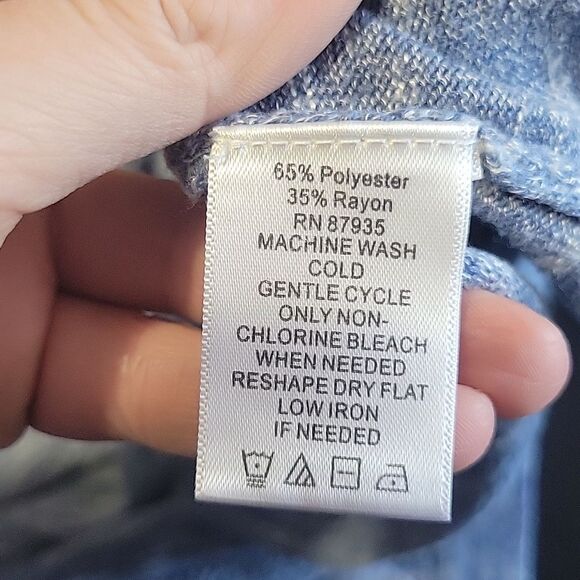 65% Polyester
35% Rayon
RN 87935
MACHINE WASH
COLD
GENTLE CYCLE
ONLY NON-
CHLORINE BLEACH
WHEN NEEDED
RESHAPE DRY FLAT
LOW IRON
IF NEEDED